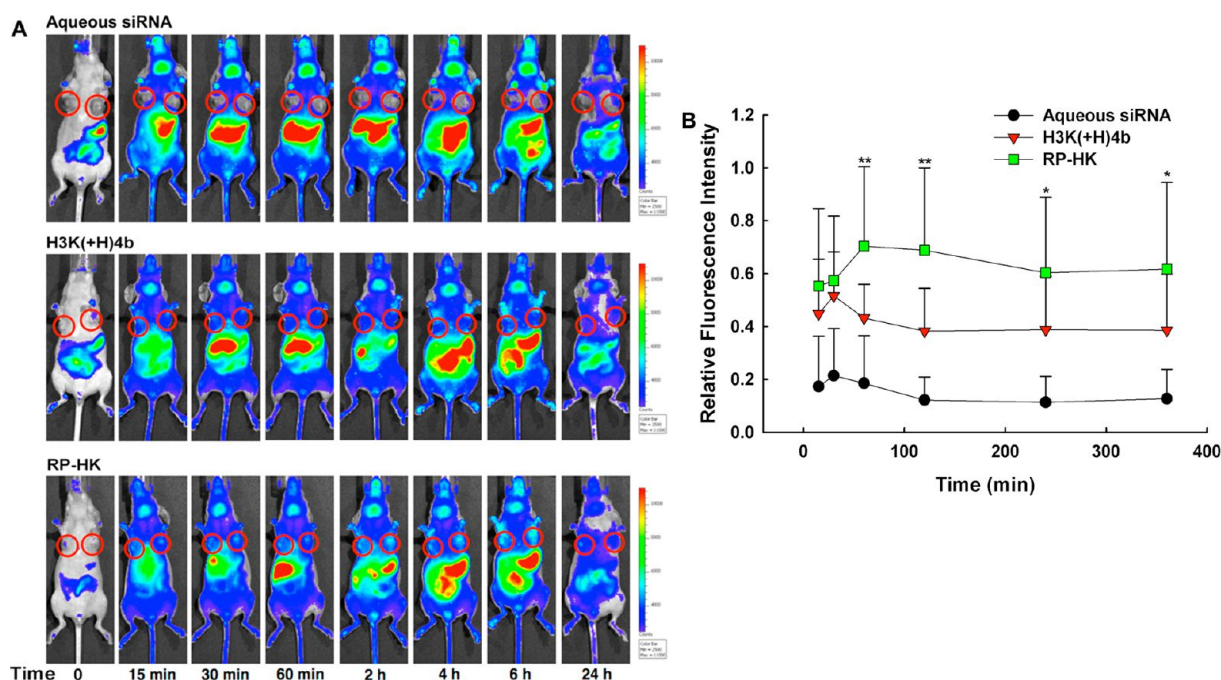 A
Aqueous siRNA
H3K(+H)4b
RP-HK
Time 0 15 min 30 min 60 min 2 h 4 h 6 h 24 h
B
Relative Fluorescence Intensity
1.2
1.0
0.8
0.6
0.4
0.2
0.0
Aqueous siRNA
H3K(+H)4b
RP-HK
** ** * *
0 100 200 300 400
Time (min)